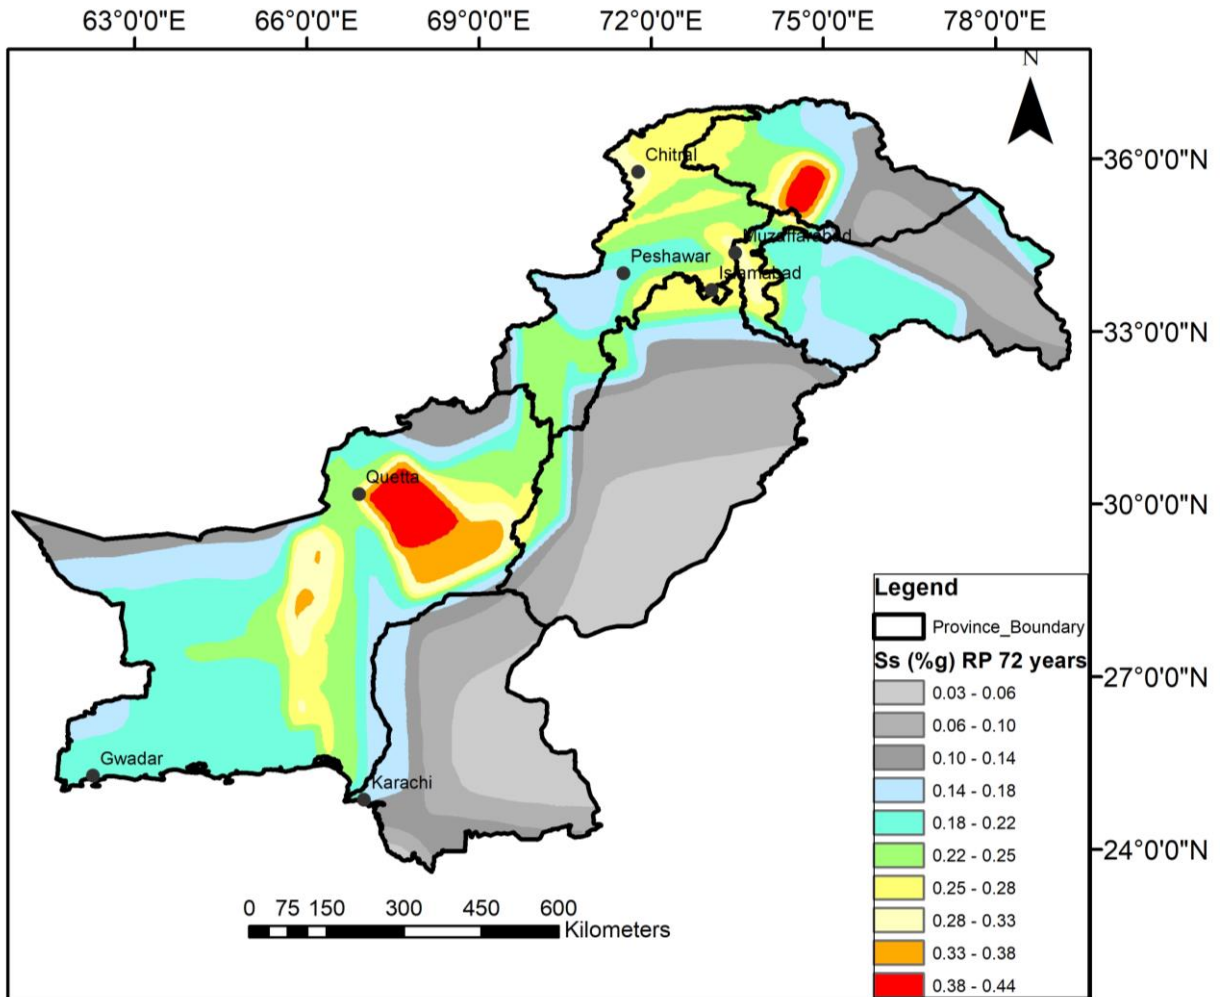 63°0'0"E 66°0'0"E 69°0'0"E 72°0'0"E 75°0'0"E 78°0'0"E
N
36°0'0"N
33°0'0"N
30°0'0"N
27°0'0"N
24°0'0"N
Chitral
Muzaffarabad
Peshawar
Islamabad
Quetta
Gwadar
Karachi
0 75 150 300 450 600
Kilometers
Legend
Province_Boundary
Ss (%g) RP 72 years
0.03 - 0.06
0.06 - 0.10
0.10 - 0.14
0.14 - 0.18
0.18 - 0.22
0.22 - 0.25
0.25 - 0.28
0.28 - 0.33
0.33 - 0.38
0.38 - 0.44